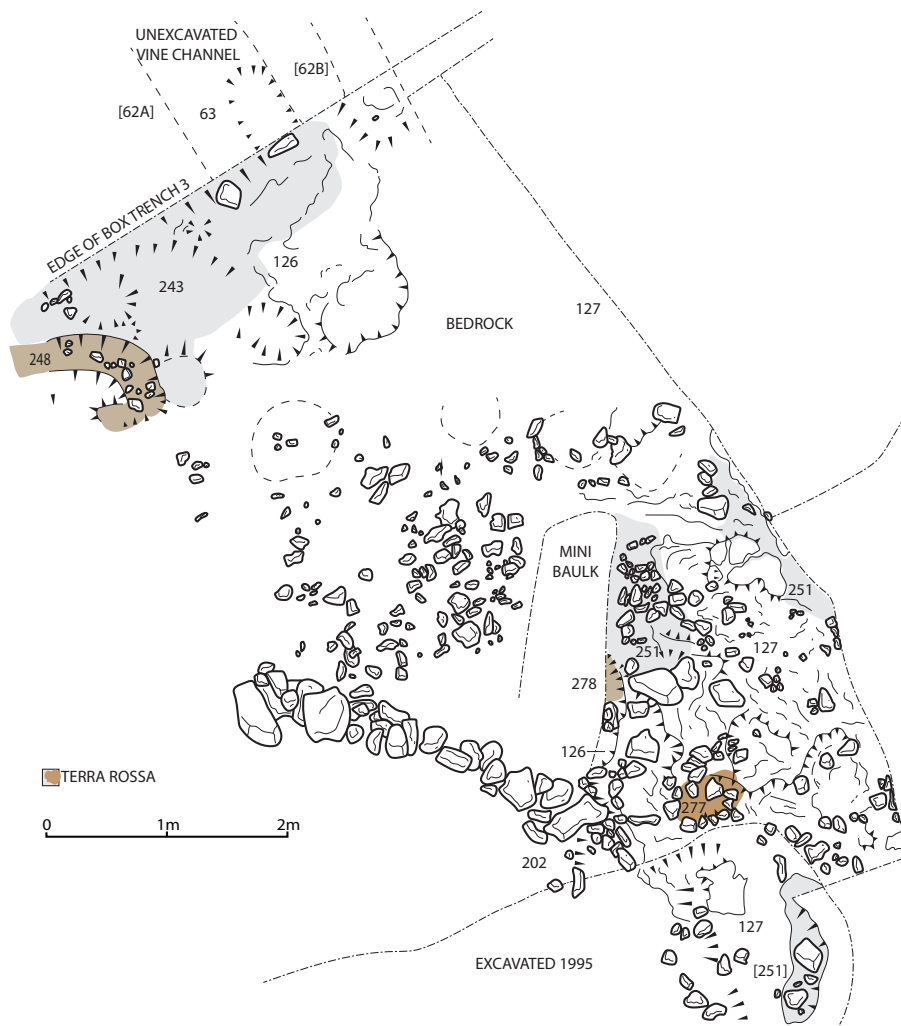 UNEXCAVATED
VINE CHANNEL
[62B]
[62A]
63
EDGE OF BOX TRENCH 3
126
243
127
BEDROCK
248
MINI
BAULK
251
251
127
278
126
TERRA ROSSA
277
0 1m 2m
202
127
EXCAVATED 1995
[251]